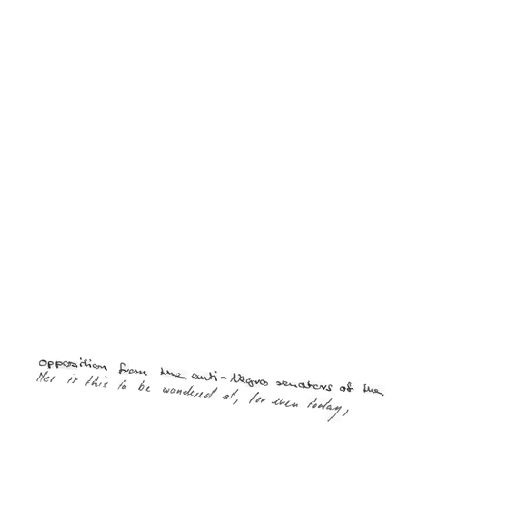 opposition from the anti-Negro senators of the
Nor is this to be wondered at, for even today,